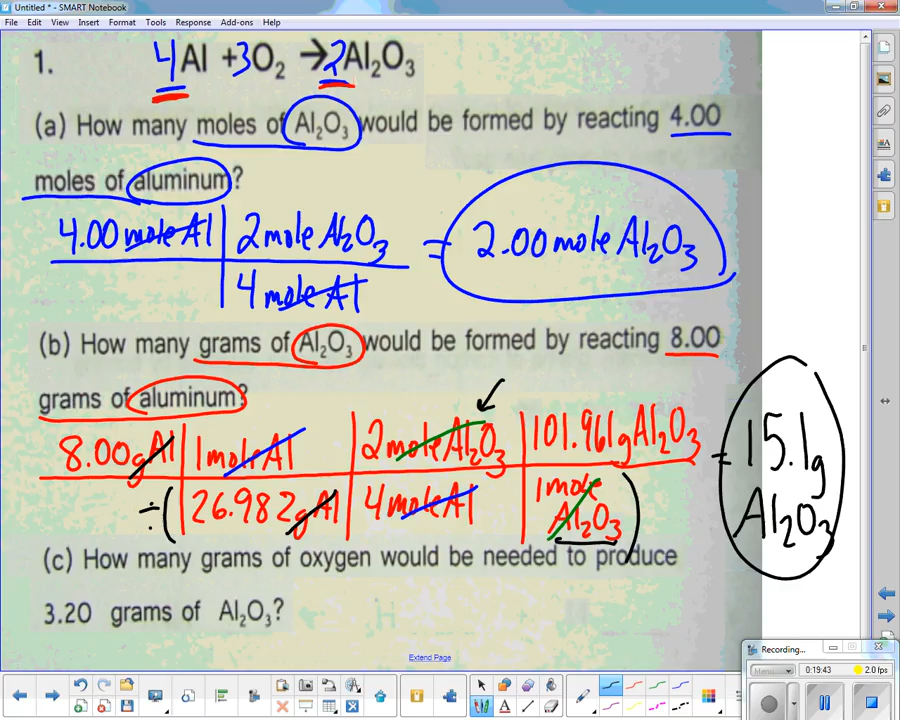 Untitled * - SMART Notebook
File Edit View Insert Format Tools Response Add-ons Help
1. 4Al + 3O₂ → 2Al₂O₃
(a) How many moles of Al₂O₃ would be formed by reacting 4.00
moles of aluminum?
4.00 mole Al 2 mole Al₂O₃ = 2.00 mole Al₂O₃
4 mole Al
(b) How many grams of Al₂O₃ would be formed by reacting 8.00
grams of aluminum?
8.00 g Al 1 mole Al 2 mole Al₂O₃ 101.961 g Al₂O₃ = 15.1 g Al₂O₃
÷( 26.982 g Al 4 mole Al 1 mole Al₂O₃ )
(c) How many grams of oxygen would be needed to produce
3.20 grams of Al₂O₃?
Extend Page
Recording...
Menu
0:19:43 2.0 fps